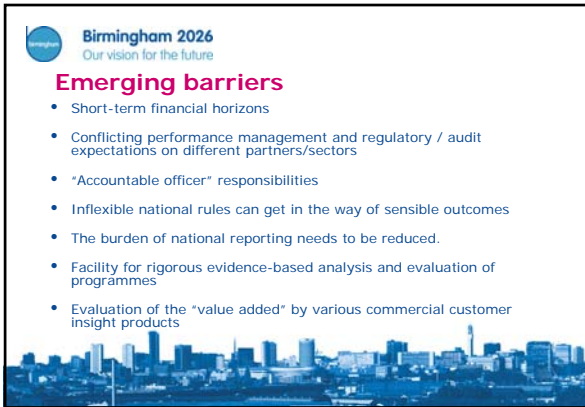 birmingham
Birmingham 2026
Our vision for the future
Emerging barriers
• Short-term financial horizons
• Conflicting performance management and regulatory / audit
expectations on different partners/sectors
• "Accountable officer" responsibilities
• Inflexible national rules can get in the way of sensible outcomes
• The burden of national reporting needs to be reduced.
• Facility for rigorous evidence-based analysis and evaluation of
programmes
• Evaluation of the "value added" by various commercial customer
insight products